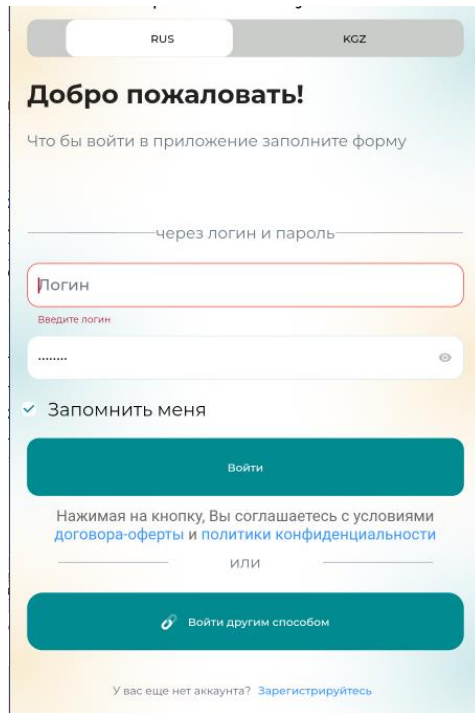 RUS KGZ
Добро пожаловать!
Что бы войти в приложение заполните форму
через логин и пароль
Логин
Введите логин
........
Запомнить меня
Войти
Нажимая на кнопку, Вы соглашаетесь с условиями
договора-оферты и политики конфиденциальности
или
Войти другим способом
У вас еще нет аккаунта? Зарегистрируйтесь